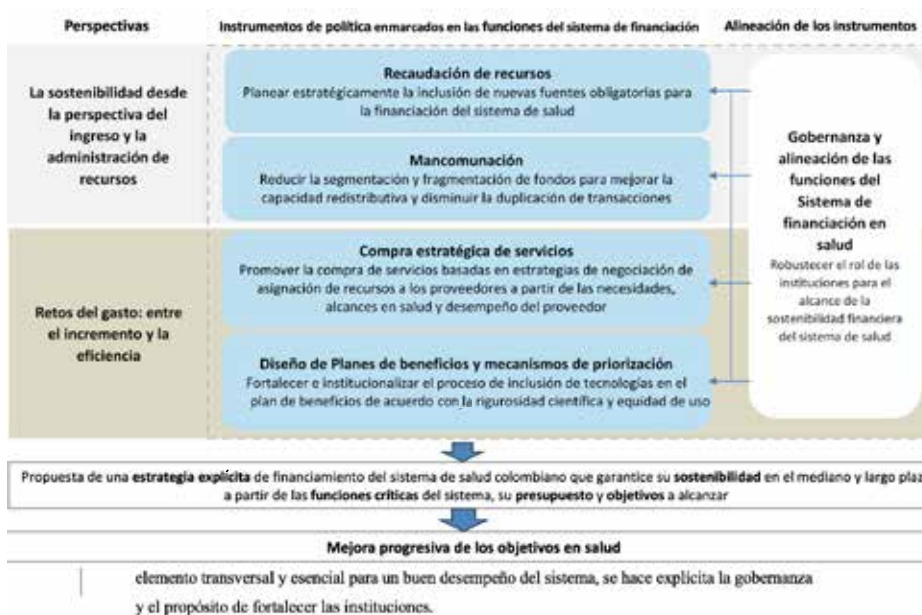 Perspectivas
Instrumentos de política enmarcados en las funciones del sistema de financiación
Alineación de los instrumentos
La sostenibilidad desde
la perspectiva del
ingreso y la
administración de
recursos
Recaudación de recursos
Planear estratégicamente la inclusión de nuevas fuentes obligatorias para
la financiación del sistema de salud
Mancomunación
Reducir la segmentación y fragmentación de fondos para mejorar la
capacidad redistributiva y disminuir la duplicación de transacciones
Retos del gasto: entre
el incremento y la
eficiencia
Compra estratégica de servicios
Promover la compra de servicios basadas en estrategias de negociación de
asignación de recursos a los proveedores a partir de las necesidades,
alcances en salud y desempeño del proveedor
Diseño de Planes de beneficios y mecanismos de priorización
Fortalecer e institucionalizar el proceso de inclusión de tecnologías en el
plan de beneficios de acuerdo con la rigurosidad científica y equidad de uso
Gobernanza y
alineación de las
funciones del
Sistema de
financiación en
salud
Robustecer el rol de las
instituciones para el
alcance de la
sostenibilidad financiera
del sistema de salud
Propuesta de una estrategia explícita de financiamiento del sistema de salud colombiano que garantice su sostenibilidad en el mediano y largo plaz
a partir de las funciones críticas del sistema, su presupuesto y objetivos a alcanzar
Mejora progresiva de los objetivos en salud
elemento transversal y esencial para un buen desempeño del sistema, se hace explícita la gobernanza
y el propósito de fortalecer las instituciones.